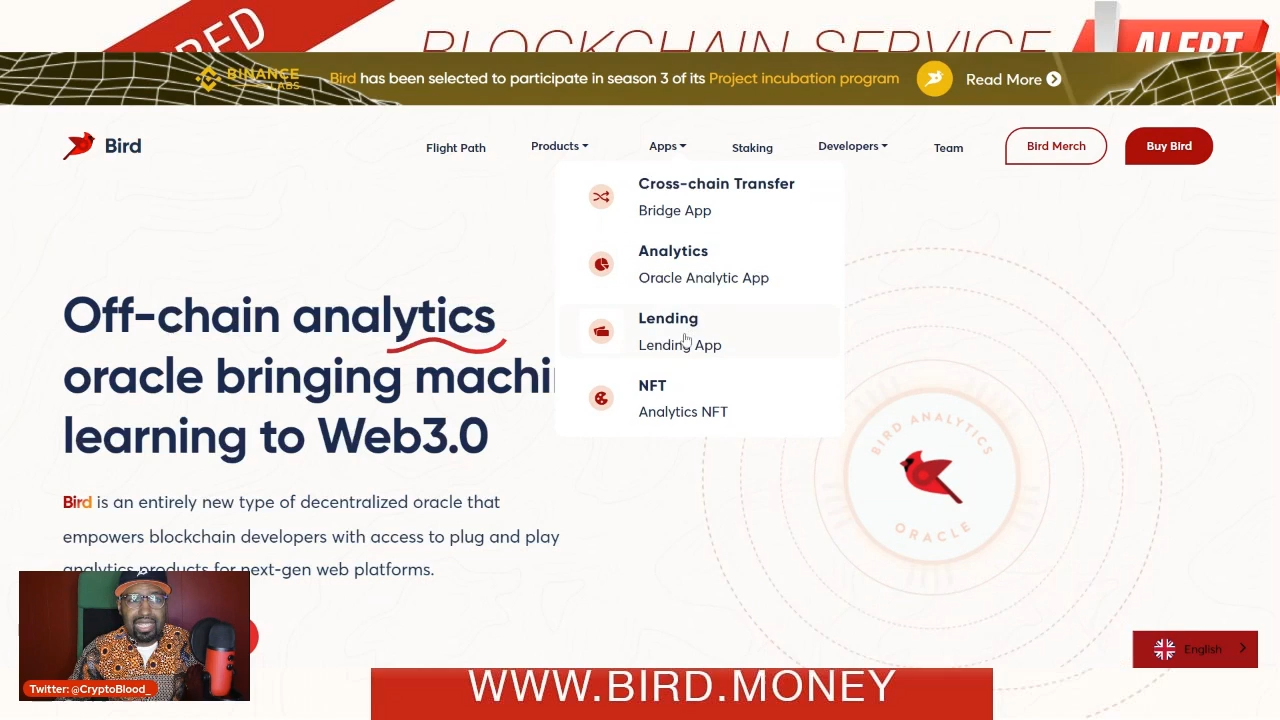 BLOCKCHAIN SERVICE
ALERT
BINANCE
LABS
Bird has been selected to participate in season 3 of its Project incubation program
Read More
Bird
Flight Path
Products
Apps
Staking
Developers
Team
Bird Merch
Buy Bird
Cross-chain Transfer
Bridge App
Analytics
Oracle Analytic App
Lending
Lending App
NFT
Analytics NFT
Off-chain analytics
oracle bringing machi
learning to Web3.0
Bird is an entirely new type of decentralized oracle that
empowers blockchain developers with access to plug and play
analytics products for next-gen web platforms.
BIRD ANALYTICS
ORACLE
English
Twitter: @CryptoBlood_
WWW.BIRD.MONEY